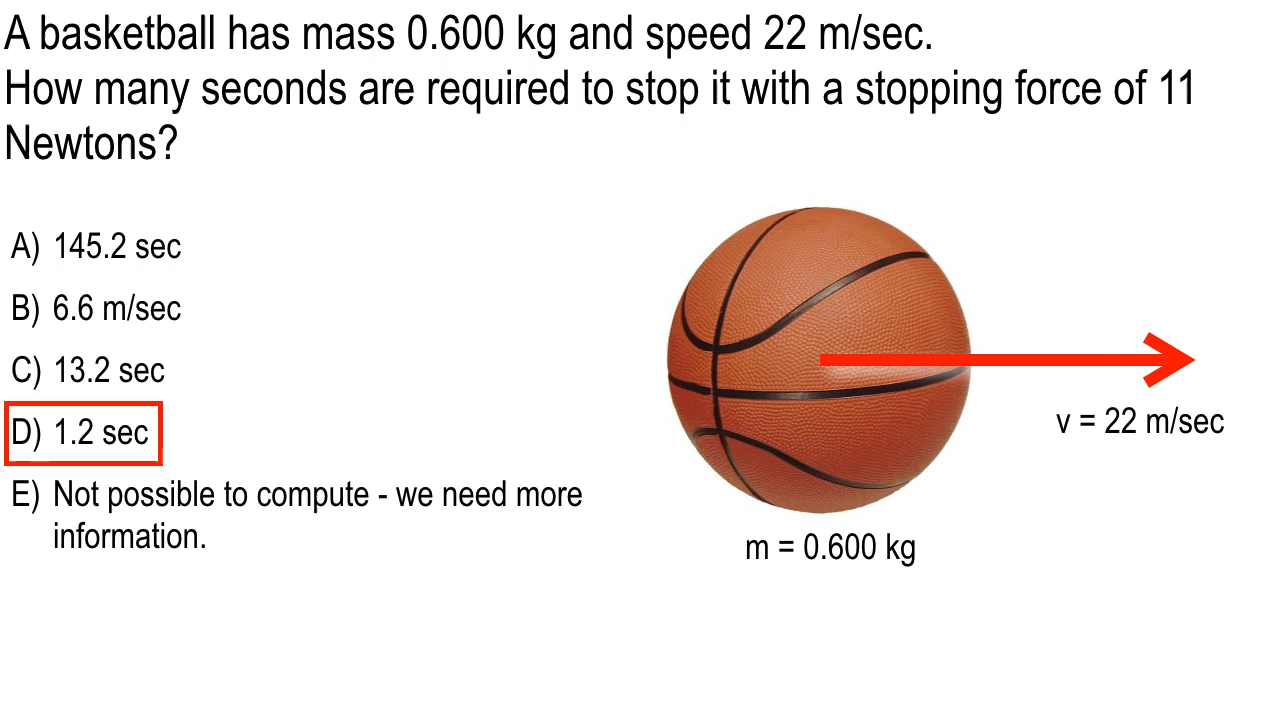 A basketball has mass 0.600 kg and speed 22 m/sec.
How many seconds are required to stop it with a stopping force of 11
Newtons?
A) 145.2 sec
B) 6.6 m/sec
C) 13.2 sec
D) 1.2 sec
E) Not possible to compute - we need more
information.
v = 22 m/sec
m = 0.600 kg